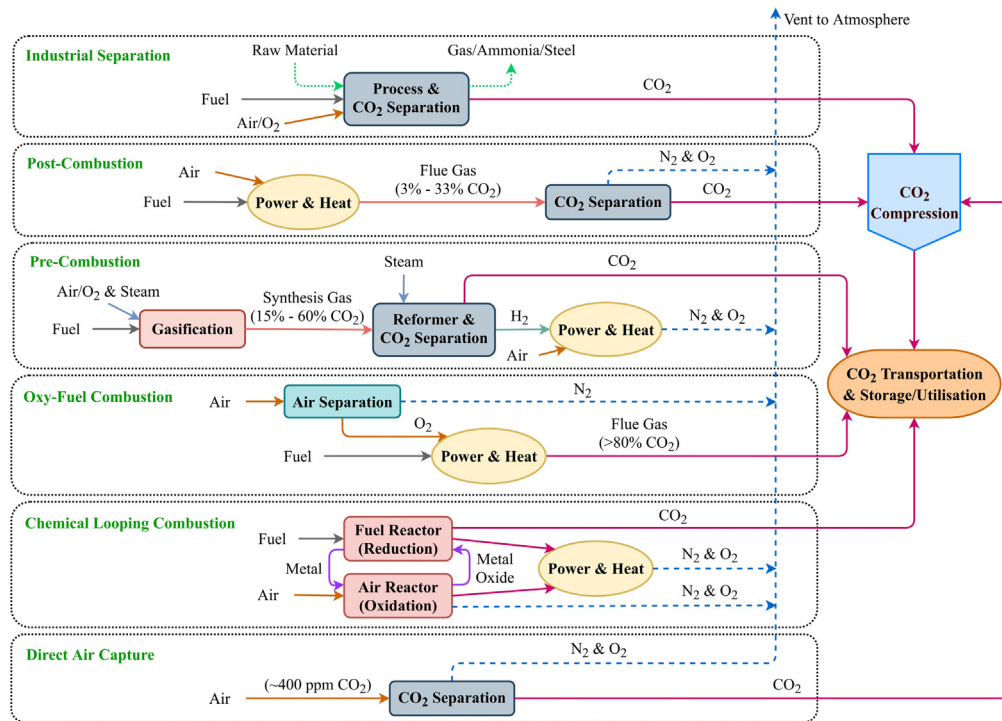 Vent to Atmosphere
Industrial Separation
Raw Material
Gas/Ammonia/Steel
Fuel
Air/O2
Process &
CO2 Separation
CO2
Post-Combustion
Air
Fuel
Power & Heat
Flue Gas
(3% - 33% CO2)
CO2 Separation
N2 & O2
CO2
CO2
Compression
Pre-Combustion
Air/O2 & Steam
Fuel
Gasification
Synthesis Gas
(15% - 60% CO2)
Steam
Reformer &
CO2 Separation
CO2
H2
Air
Power & Heat
N2 & O2
CO2 Transportation
& Storage/Utilisation
Oxy-Fuel Combustion
Air
Air Separation
N2
O2
Fuel
Power & Heat
Flue Gas
(>80% CO2)
Chemical Looping Combustion
Fuel
Fuel Reactor
(Reduction)
CO2
Metal
Metal
Oxide
Air
Air Reactor
(Oxidation)
Power & Heat
N2 & O2
N2 & O2
Direct Air Capture
Air
(~400 ppm CO2)
CO2 Separation
N2 & O2
CO2